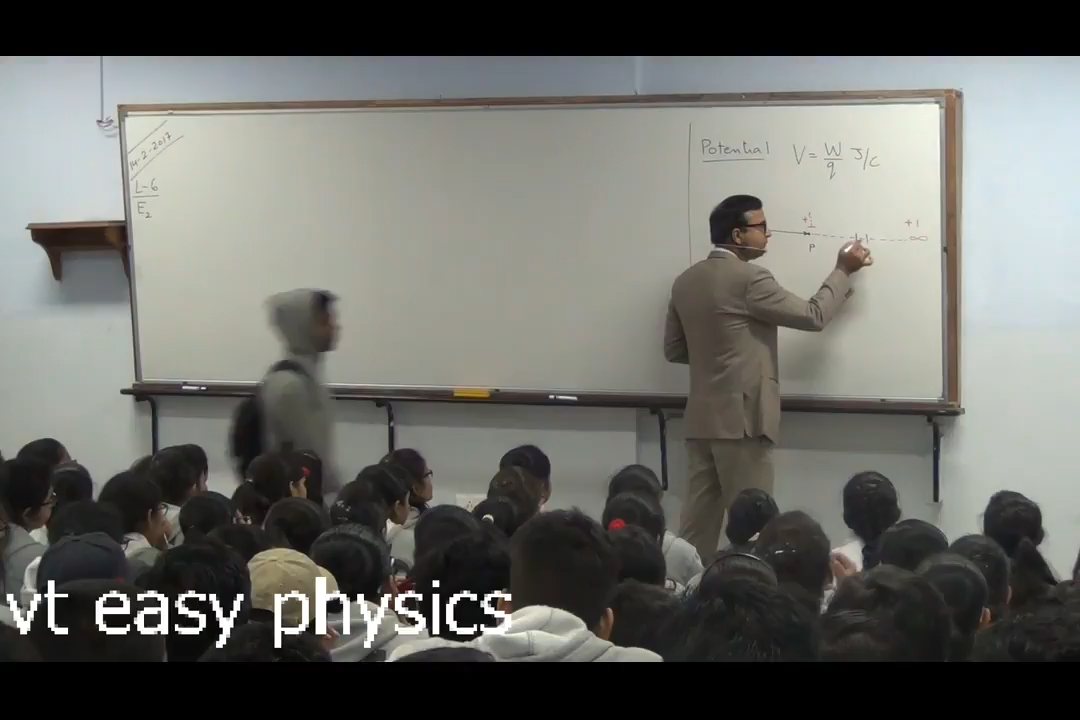 14-2-2017
L-6
E2
Potential V = W/q J/C
+1 +1
P ∞
vt easy physics